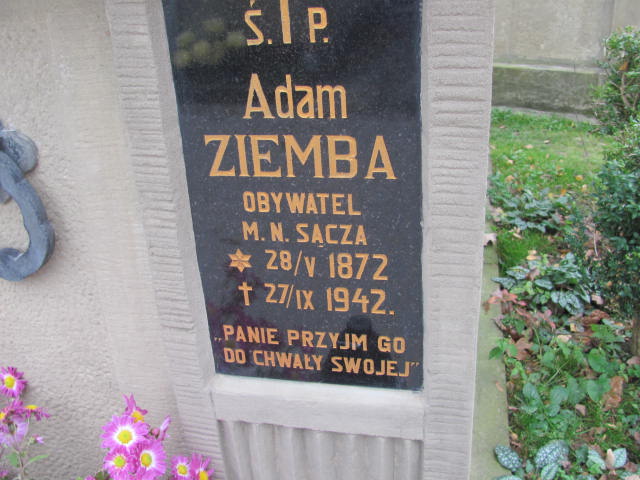 Ś.†P.
Adam
ZIEMBA
OBYWATEL
M. N. SĄCZA
* 28/V 1872
† 27/IX 1942.
„PANIE PRZYJM GO
DO CHWAŁY SWOJEJ"